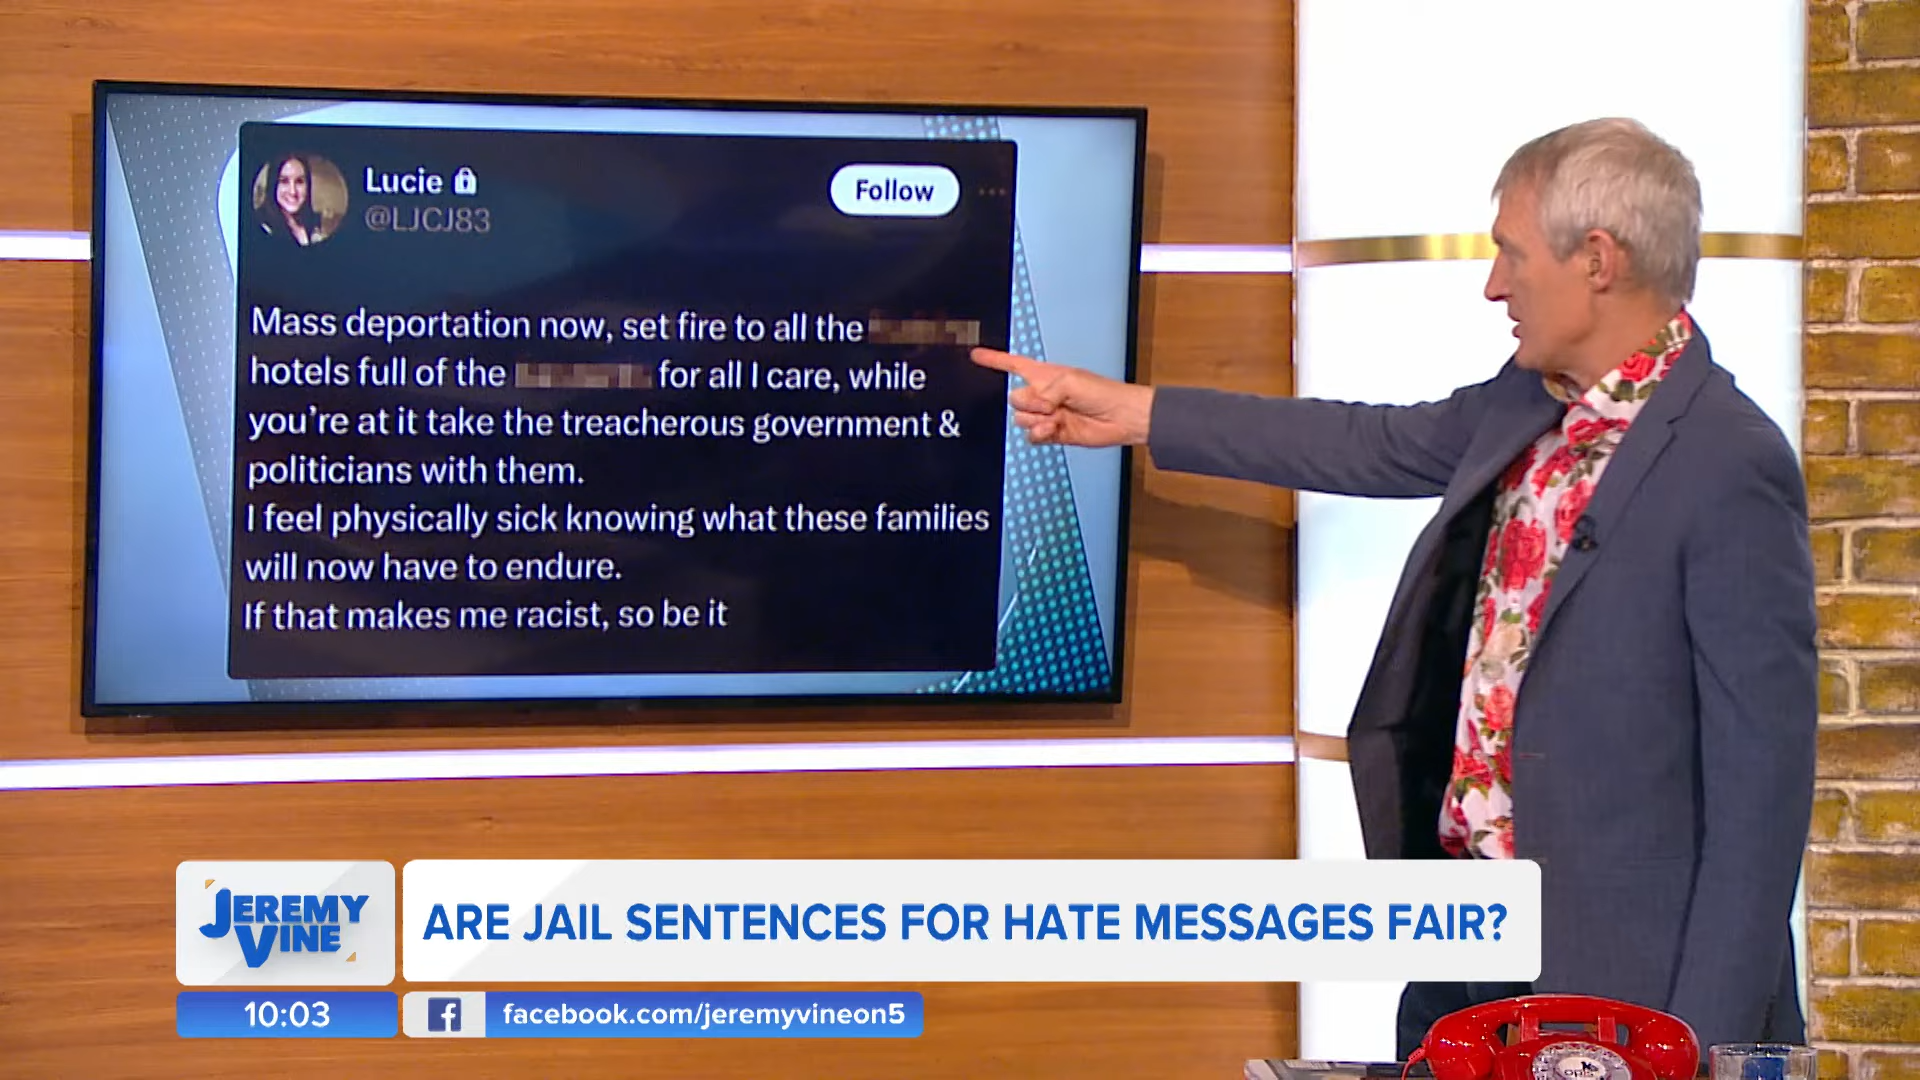 Lucie
@LJCJ83
Follow
Mass deportation now, set fire to all the
hotels full of the for all I care, while
you're at it take the treacherous government &
politicians with them.
I feel physically sick knowing what these families
will now have to endure.
If that makes me racist, so be it
JEREMY
VINE
ARE JAIL SENTENCES FOR HATE MESSAGES FAIR?
10:03
facebook.com/jeremyvineon5